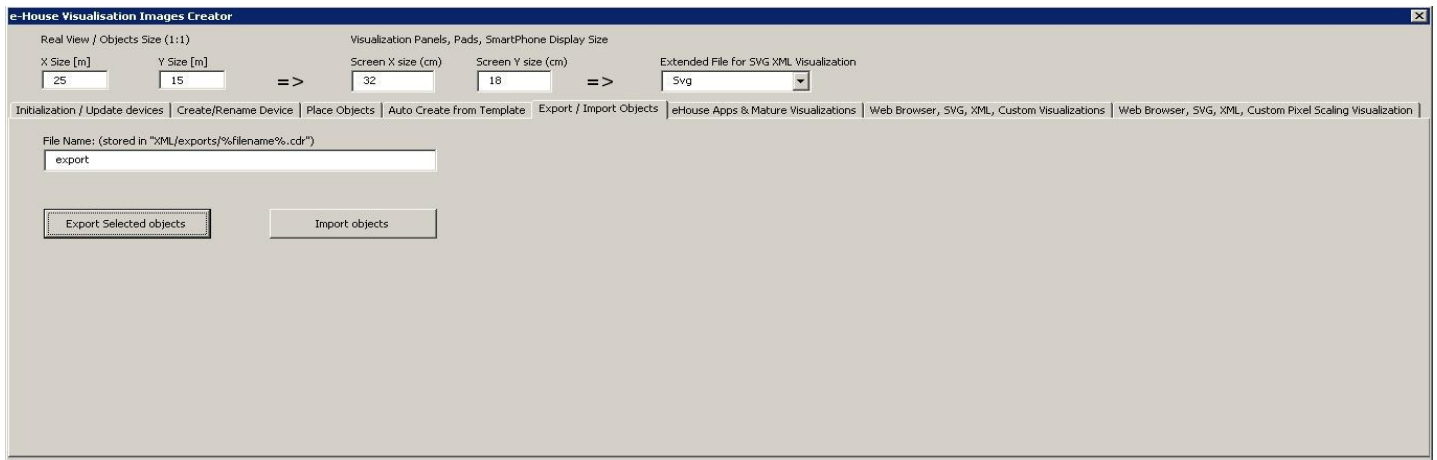 e-House Visualisation Images Creator
Real View / Objects Size (1:1) Visualization Panels, Pads, SmartPhone Display Size
X Size [m] Y Size [m] Screen X size (cm) Screen Y size (cm) Extended File for SVG XML Visualization
25 15 => 32 18 => Svg
Initialization / Update devices Create/Rename Device Place Objects Auto Create from Template Export / Import Objects eHouse Apps & Mature Visualizations Web Browser, SVG, XML, Custom Visualizations Web Browser, SVG, XML, Custom Pixel Scaling Visualization
File Name: (stored in "XML/exports/%filename%.cdr")
export
Export Selected objects Import objects